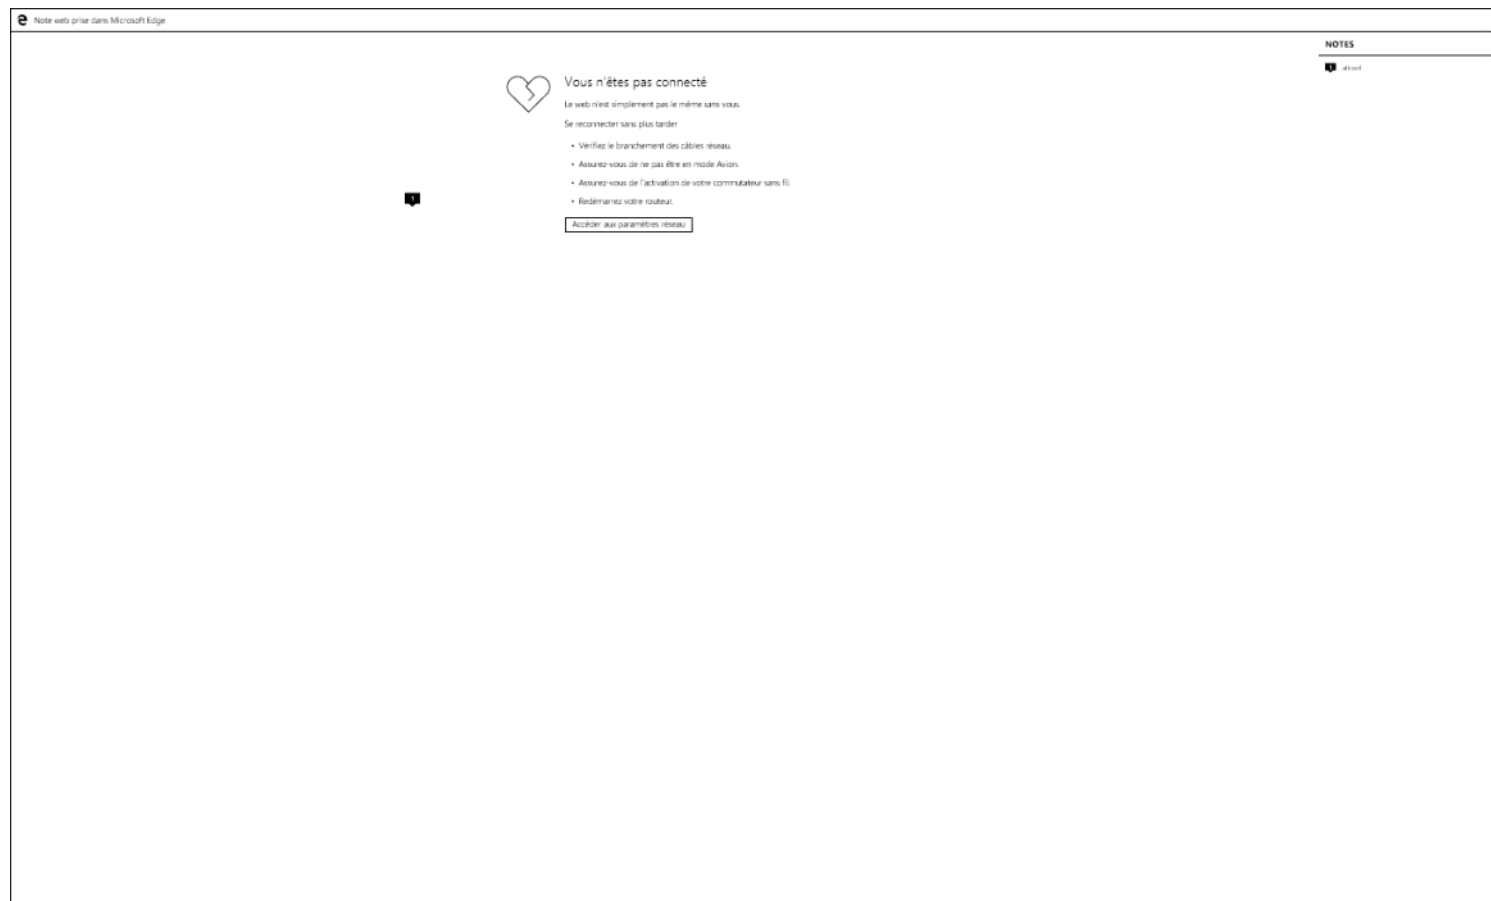 Note web prise dans Microsoft Edge
NOTES
1
Vous n'êtes pas connecté
Le web n'est simplement pas le même sans vous.
Se reconnecter sans plus tarder
• Vérifiez le branchement des câbles réseau.
• Assurez-vous de ne pas être en mode Avion.
• Assurez-vous de l'activation de votre commutateur sans fil.
1
• Redémarrez votre routeur.
Accéder aux paramètres réseau